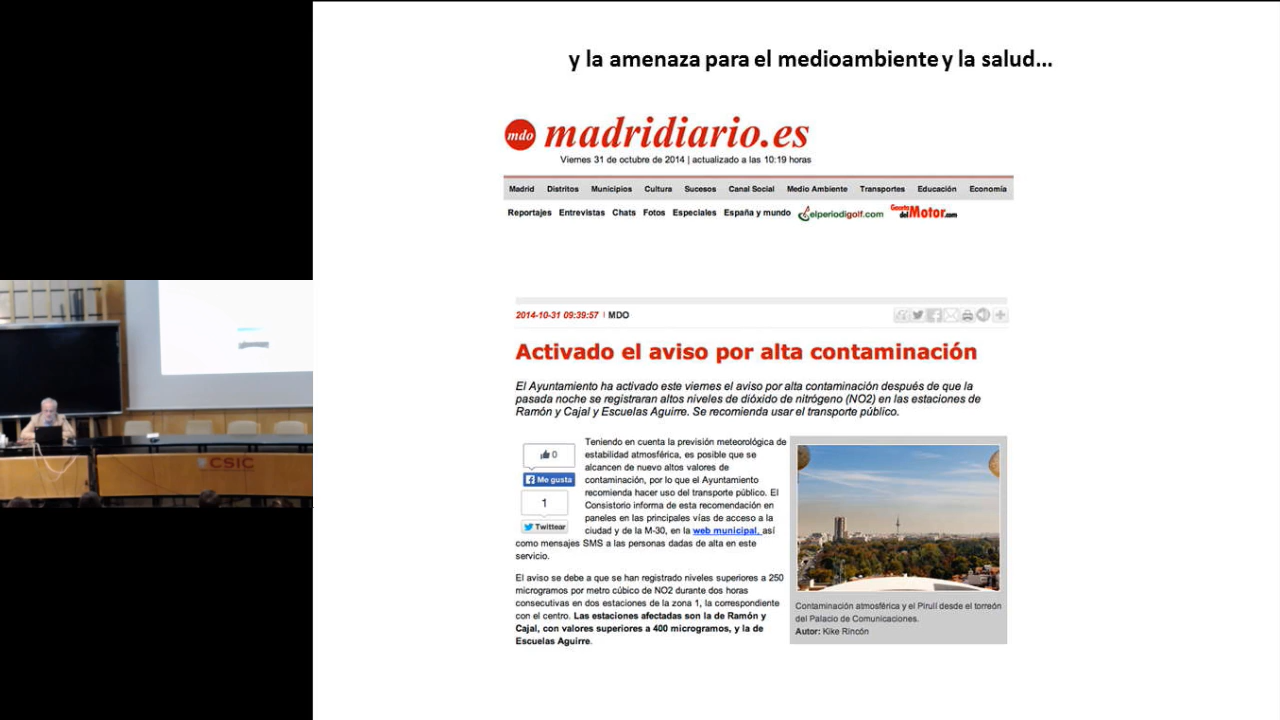 y la amenaza para el medioambiente y la salud...
mdo madridiario.es
Viernes 31 de octubre de 2014 | actualizado a las 10:19 horas
Madrid Distritos Municipios Cultura Sucesos Canal Social Medio Ambiente Transportes Educación Economía
Reportajes Entrevistas Chats Fotos Especiales España y mundo elperiodigolf.com Gaceta del Motor.com
2014-10-31 09:39:57 | MDO
Activado el aviso por alta contaminación
El Ayuntamiento ha activado este viernes el aviso por alta contaminación después de que la
pasada noche se registraran altos niveles de dióxido de nitrógeno (NO2) en las estaciones de
Ramón y Cajal y Escuelas Aguirre. Se recomienda usar el transporte público.
0
Me gusta
1
Twittear
Teniendo en cuenta la previsión meteorológica de
estabilidad atmosférica, es posible que se
alcancen de nuevo altos valores de
contaminación, por lo que el Ayuntamiento
recomienda hacer uso del transporte público. El
Consistorio informa de esta recomendación en
paneles en las principales vías de acceso a la
ciudad y de la M-30, en la web municipal, así
como mensajes SMS a las personas dadas de alta en este
servicio.
El aviso se debe a que se han registrado niveles superiores a 250
microgramos por metro cúbico de NO2 durante dos horas
consecutivas en dos estaciones de la zona 1, la correspondiente
con el centro. Las estaciones afectadas son la de Ramón y
Cajal, con valores superiores a 400 microgramos, y la de
Escuelas Aguirre.
Contaminación atmosférica y el Pirulí desde el torreón
del Palacio de Comunicaciones.
Autor: Kike Rincón
CSIC